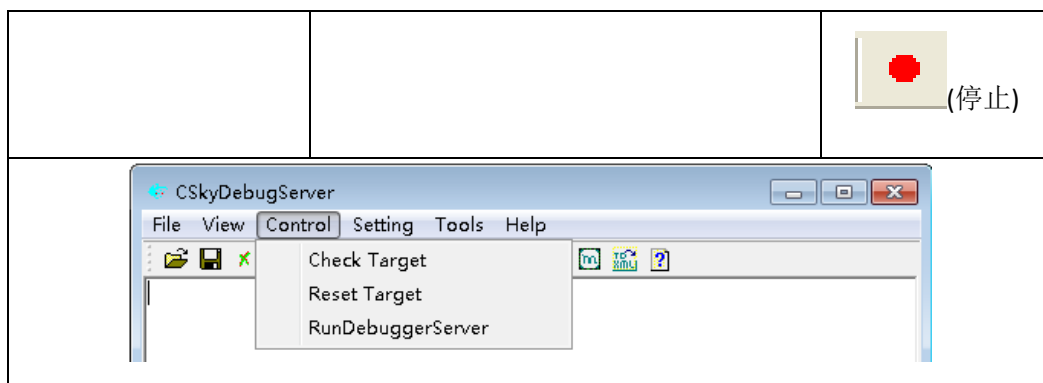 (停止)
CSkyDebugServer
File View Control Setting Tools Help
Check Target
Reset Target
RunDebuggerServer